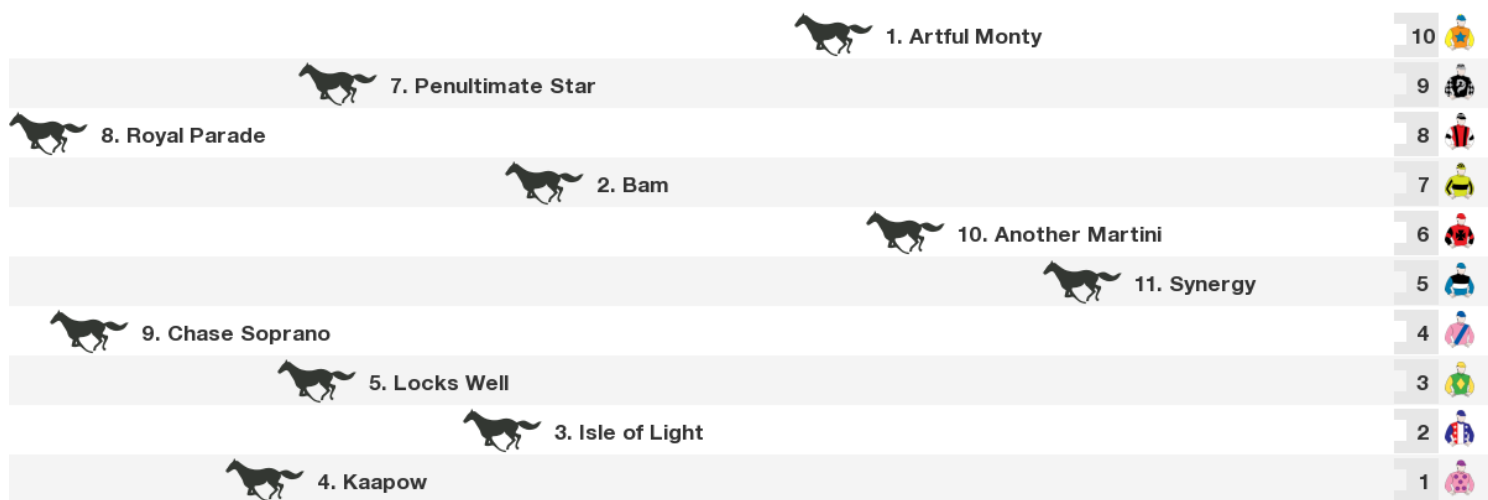 1. Artful Monty 10
7. Penultimate Star 9
8. Royal Parade 8
2. Bam 7
10. Another Martini 6
11. Synergy 5
9. Chase Soprano 4
5. Locks Well 3
3. Isle of Light 2
4. Kaapow 1